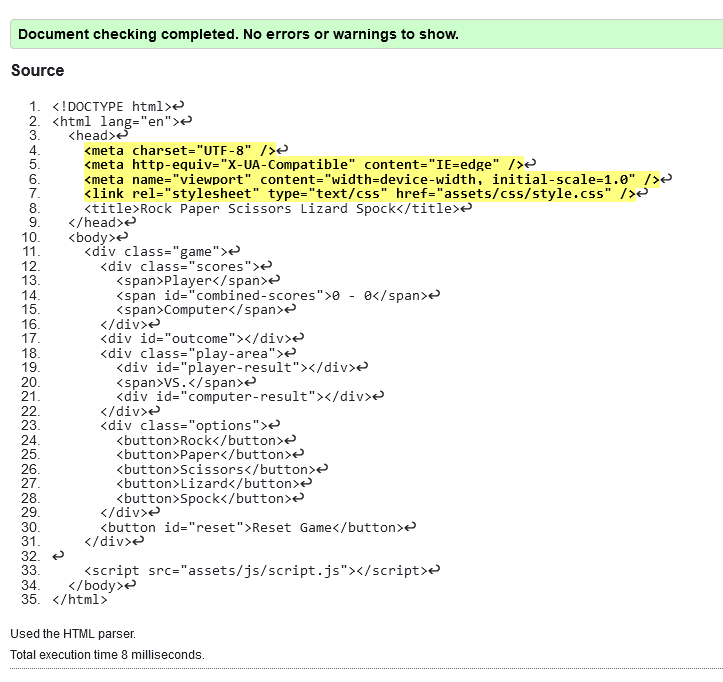 Document checking completed. No errors or warnings to show.
Source
1. <!DOCTYPE html>↩
2. <html lang="en">↩
3.   <head>↩
4.     <meta charset="UTF-8" />↩
5.     <meta http-equiv="X-UA-Compatible" content="IE=edge" />↩
6.     <meta name="viewport" content="width=device-width, initial-scale=1.0" />↩
7.     <link rel="stylesheet" type="text/css" href="assets/css/style.css" />↩
8.     <title>Rock Paper Scissors Lizard Spock</title>↩
9.   </head>↩
10.   <body>↩
11.     <div class="game">↩
12.       <div class="scores">↩
13.         <span>Player</span>↩
14.         <span id="combined-scores">0 - 0</span>↩
15.         <span>Computer</span>↩
16.       </div>↩
17.       <div id="outcome"></div>↩
18.       <div class="play-area">↩
19.         <div id="player-result"></div>↩
20.         <span>VS.</span>↩
21.         <div id="computer-result"></div>↩
22.       </div>↩
23.       <div class="options">↩
24.         <button>Rock</button>↩
25.         <button>Paper</button>↩
26.         <button>Scissors</button>↩
27.         <button>Lizard</button>↩
28.         <button>Spock</button>↩
29.       </div>↩
30.       <button id="reset">Reset Game</button>↩
31.     </div>↩
32. ↩
33.     <script src="assets/js/script.js"></script>↩
34.   </body>↩
35. </html>
Used the HTML parser.
Total execution time 8 milliseconds.